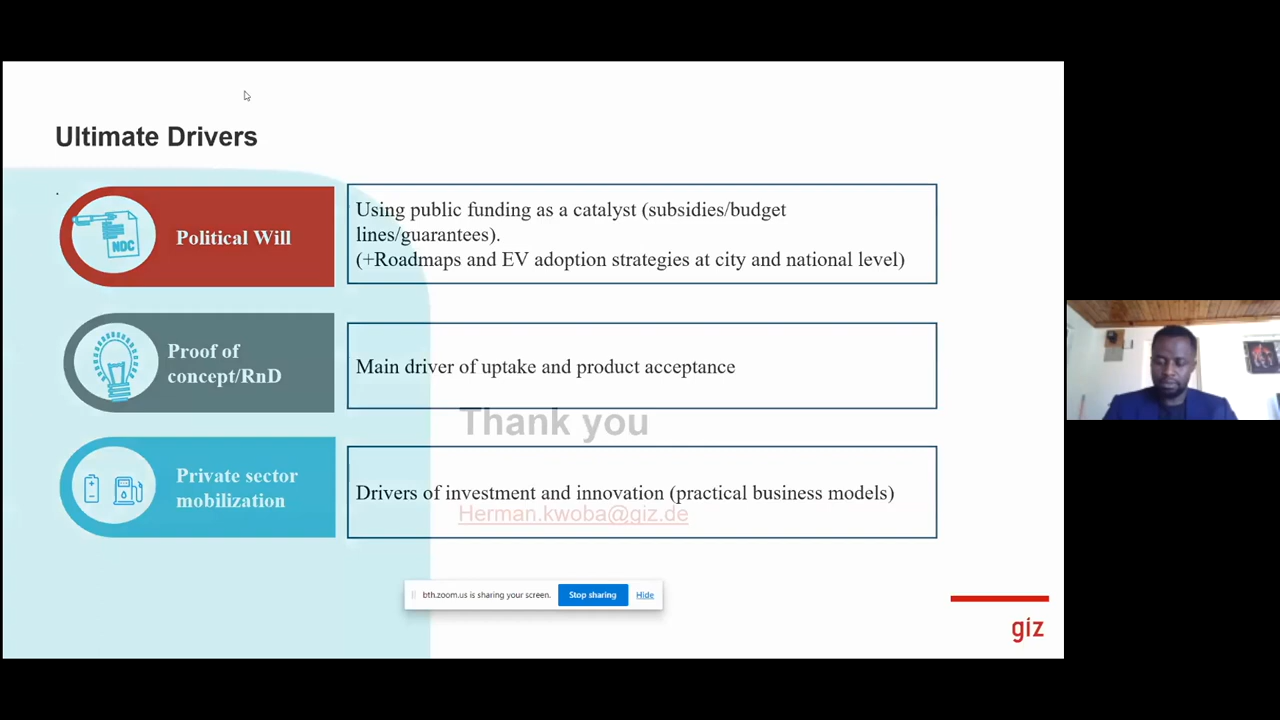 Ultimate Drivers
NDC
Political Will
Using public funding as a catalyst (subsidies/budget
lines/guarantees).
(+Roadmaps and EV adoption strategies at city and national level)
Proof of
concept/RnD
Main driver of uptake and product acceptance
Thank you
Private sector
mobilization
Drivers of investment and innovation (practical business models)
Herman.kwoba@giz.de
bth.zoom.us is sharing your screen.
Stop sharing
Hide
giz